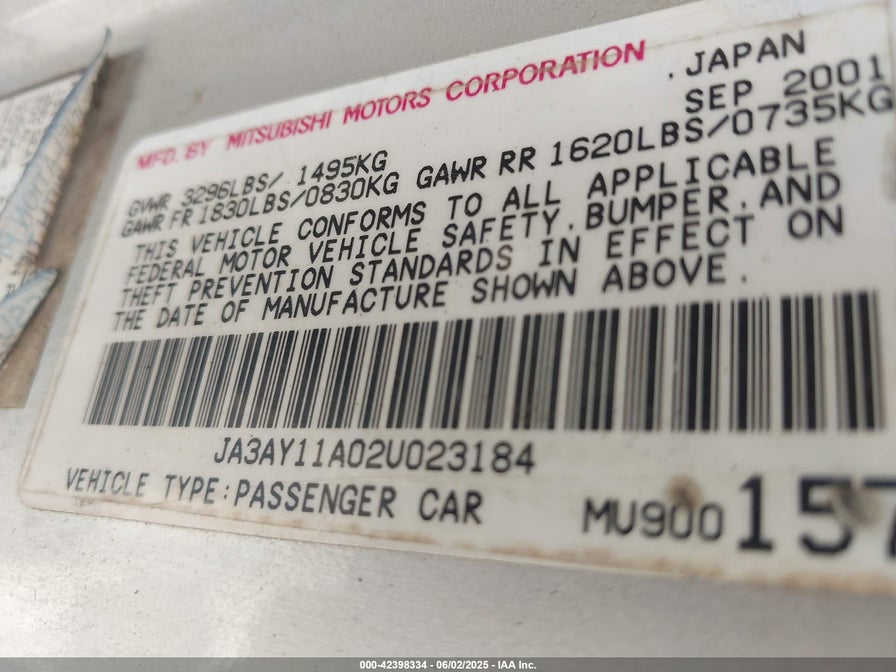 MFD. BY MITSUBISHI MOTORS CORPORATION . JAPAN
SEP 2001
GVWR 3296LBS/ 1495KG
GAWR FR 1830LBS/0830KG GAWR RR 1620LBS/0735KG
THIS VEHICLE CONFORMS TO ALL APPLICABLE
FEDERAL MOTOR VEHICLE SAFETY,BUMPER,AND
THEFT PREVENTION STANDARDS IN EFFECT ON
THE DATE OF MANUFACTURE SHOWN ABOVE.
JA3AY11A02U023184
VEHICLE TYPE:PASSENGER CAR
MU900 157
000-42398334 - 06/02/2025 - IAA Inc.